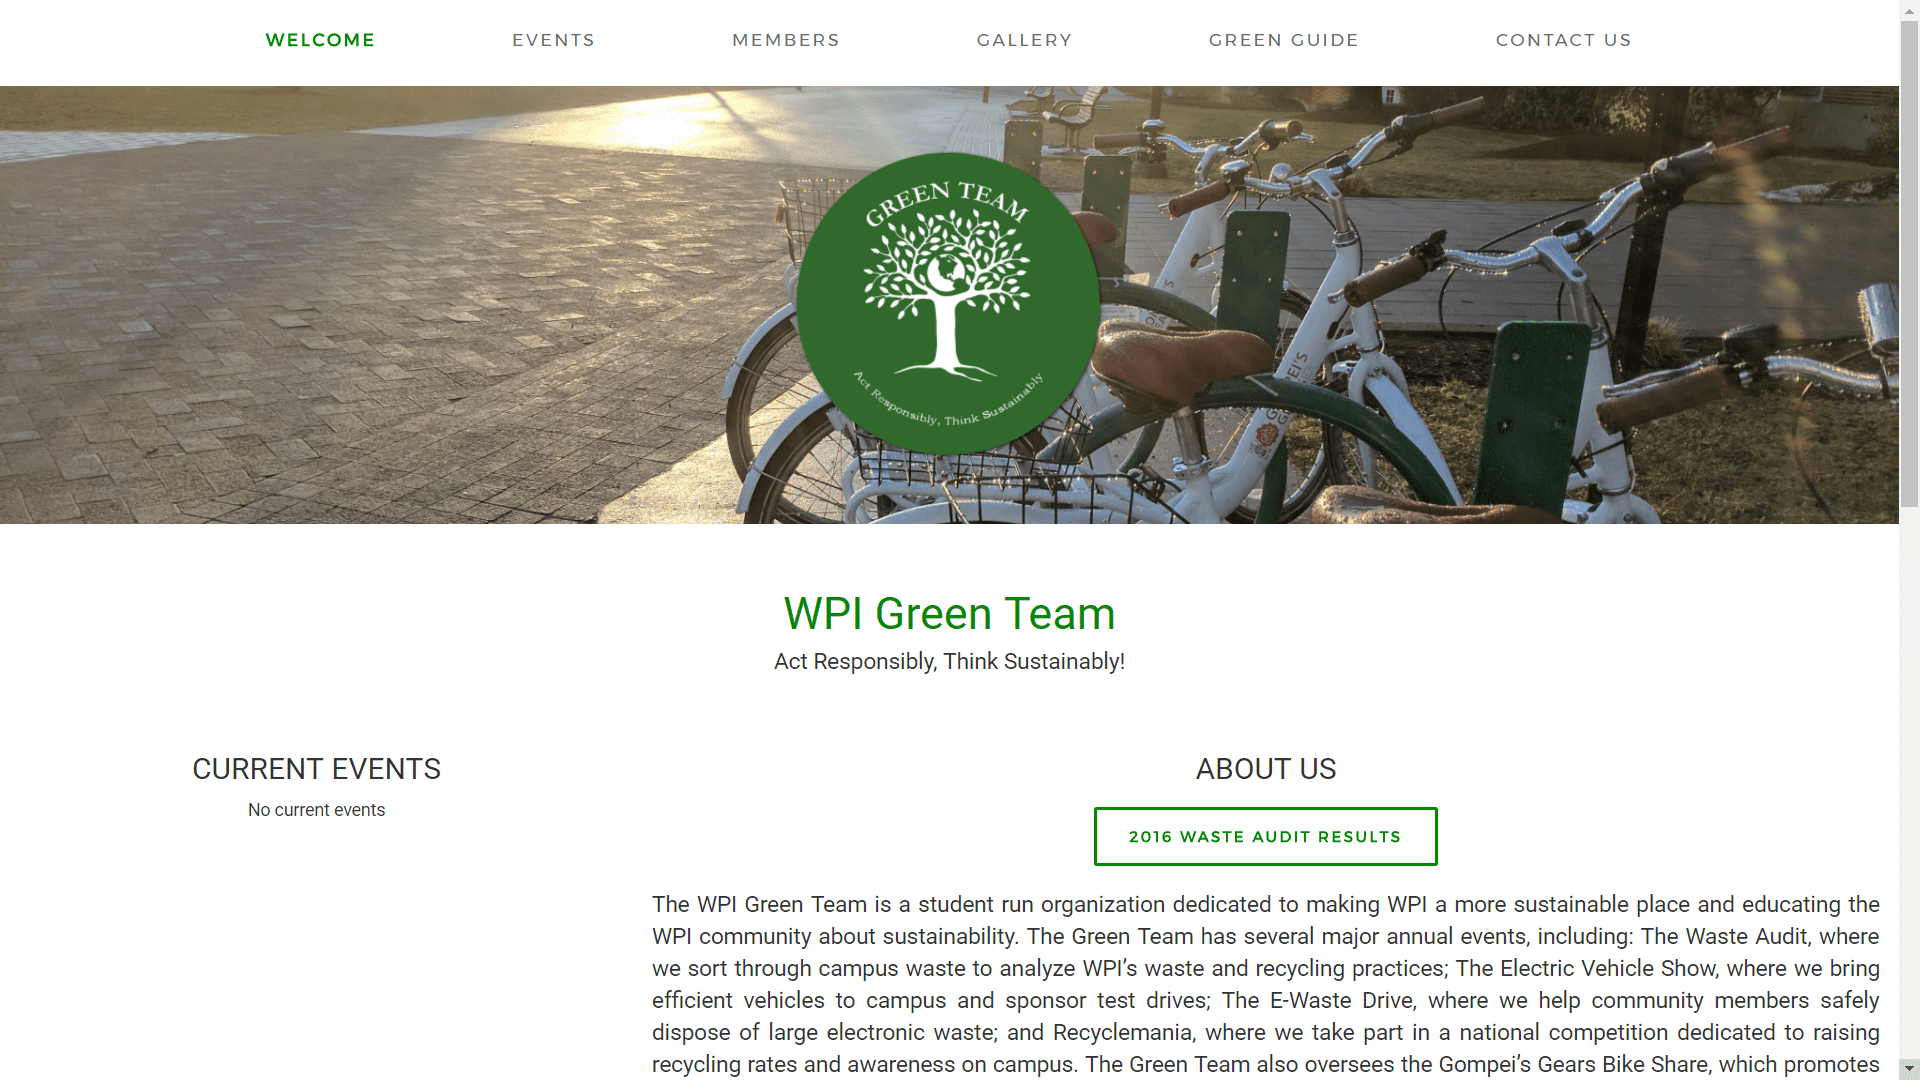 WELCOME
EVENTS
MEMBERS
GALLERY
GREEN GUIDE
CONTACT US
GREEN TEAM
Act Responsibly, Think Sustainably
WPI Green Team
Act Responsibly, Think Sustainably!
CURRENT EVENTS
No current events
ABOUT US
2016 WASTE AUDIT RESULTS
The WPI Green Team is a student run organization dedicated to making WPI a more sustainable place and educating the
WPI community about sustainability. The Green Team has several major annual events, including: The Waste Audit, where
we sort through campus waste to analyze WPI’s waste and recycling practices; The Electric Vehicle Show, where we bring
efficient vehicles to campus and sponsor test drives; The E-Waste Drive, where we help community members safely
dispose of large electronic waste; and Recyclemania, where we take part in a national competition dedicated to raising
recycling rates and awareness on campus. The Green Team also oversees the Gompei’s Gears Bike Share, which promotes